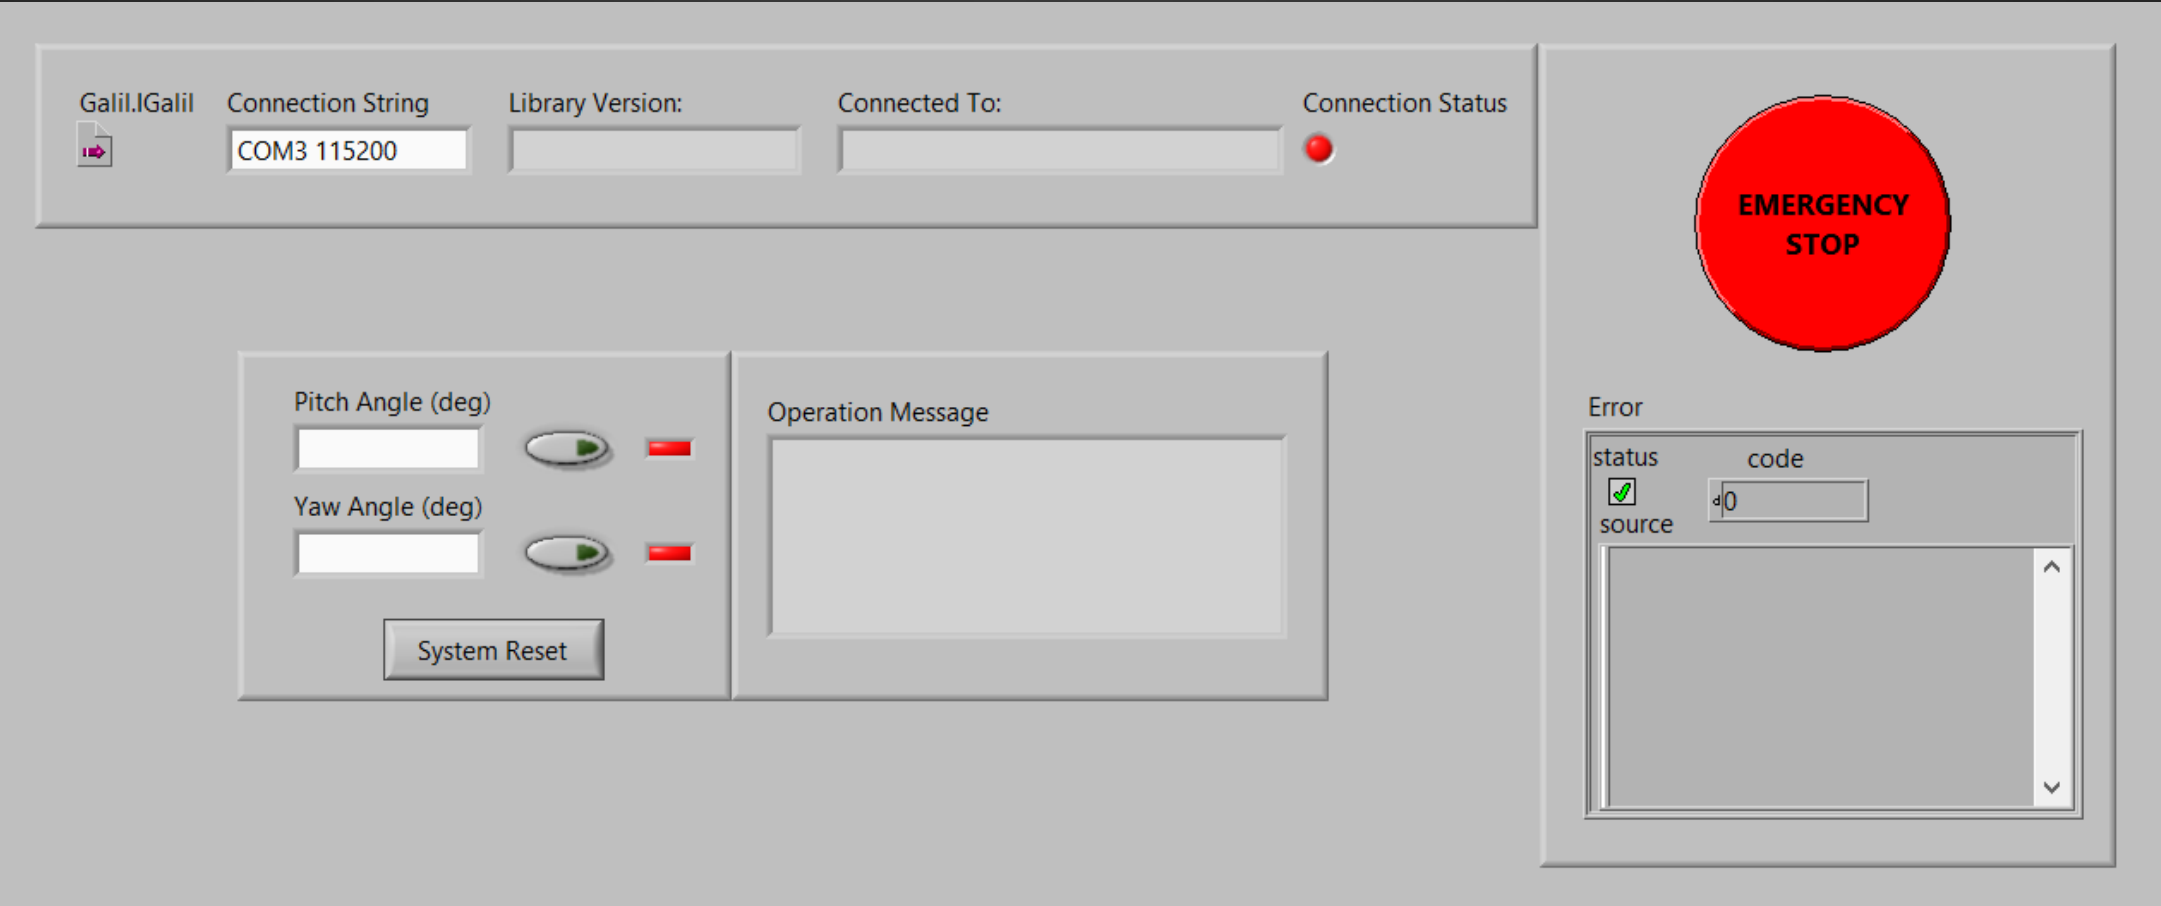 Galil.IGalil
Connection String
Library Version:
Connected To:
Connection Status
COM3 115200
EMERGENCY
STOP
Pitch Angle (deg)
Yaw Angle (deg)
System Reset
Operation Message
Error
status
code
d0
source